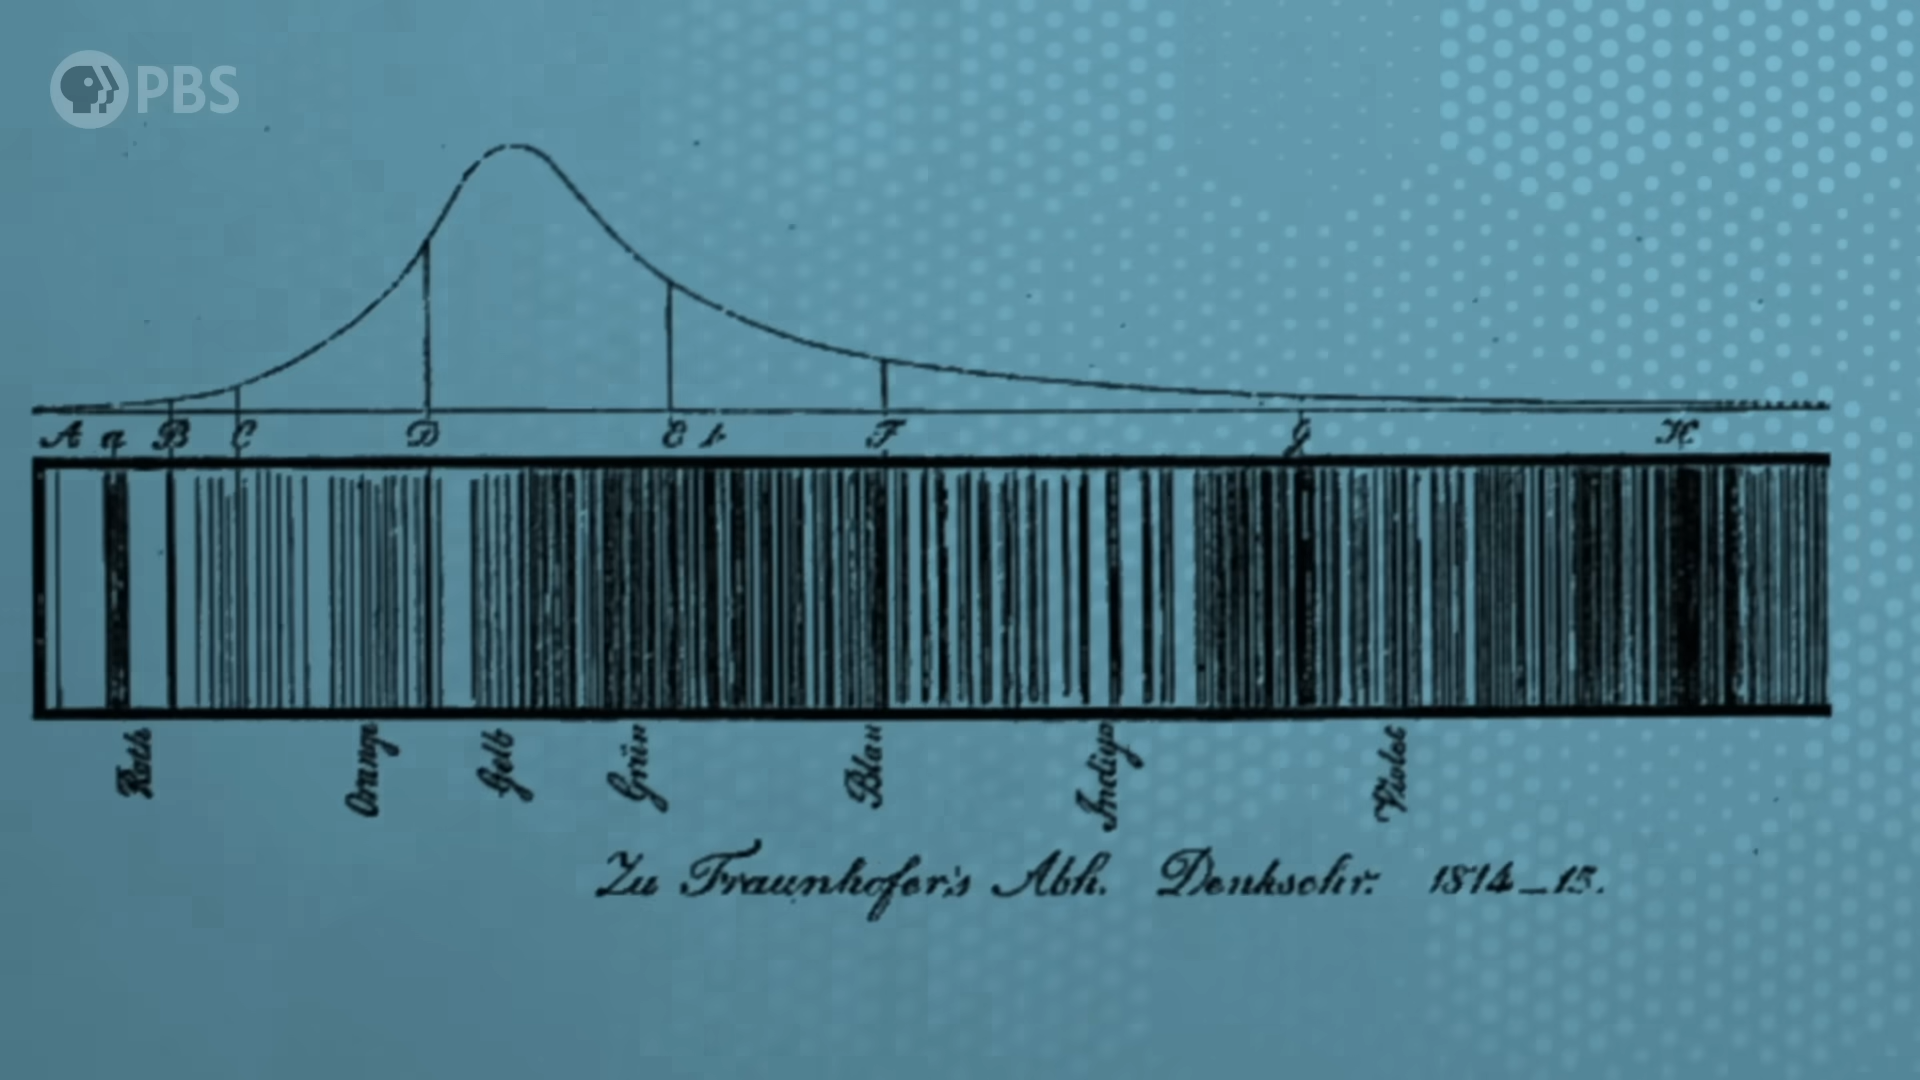 PBS
A a B C D E b F G H
Roth Orange Gelb Grün Blau Indigo Violet
Zu Fraunhofer's Abh. Denkschr. 1814_15.